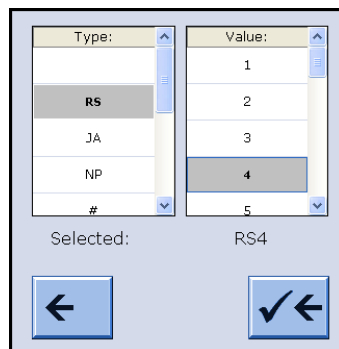 Type: Value:
1
RS 2
JA 3
NP 4
# 5
Selected: RS4